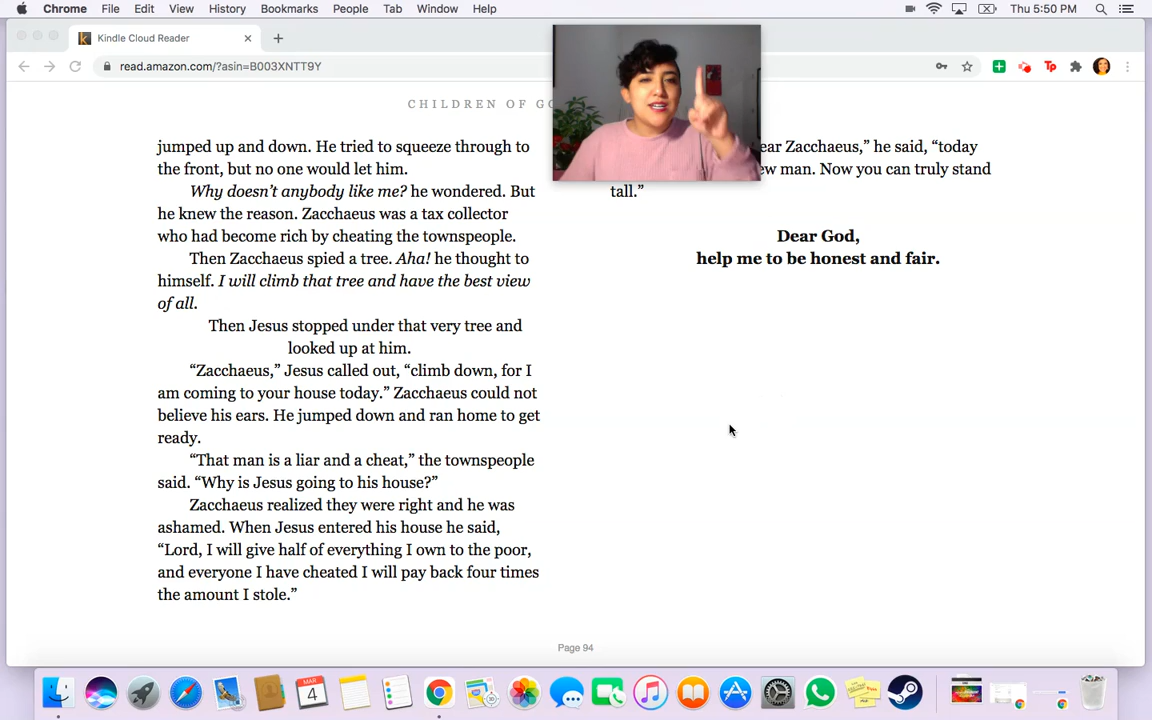 Chrome File Edit View History Bookmarks People Tab Window Help Thu 5:50 PM
Kindle Cloud Reader
read.amazon.com/?asin=B003XNTT9Y
CHILDREN OF
jumped up and down. He tried to squeeze through to
the front, but no one would let him.
Why doesn’t anybody like me? he wondered. But
he knew the reason. Zacchaeus was a tax collector
who had become rich by cheating the townspeople.
Then Zacchaeus spied a tree. Aha! he thought to
himself. I will climb that tree and have the best view
of all.
Then Jesus stopped under that very tree and
looked up at him.
“Zacchaeus,” Jesus called out, “climb down, for I
am coming to your house today.” Zacchaeus could not
believe his ears. He jumped down and ran home to get
ready.
“That man is a liar and a cheat,” the townspeople
said. “Why is Jesus going to his house?”
Zacchaeus realized they were right and he was
ashamed. When Jesus entered his house he said,
“Lord, I will give half of everything I own to the poor,
and everyone I have cheated I will pay back four times
the amount I stole.”
Zacchaeus,” he said, “today
man. Now you can truly stand
tall.”
Dear God,
help me to be honest and fair.
Page 94
MAR
4